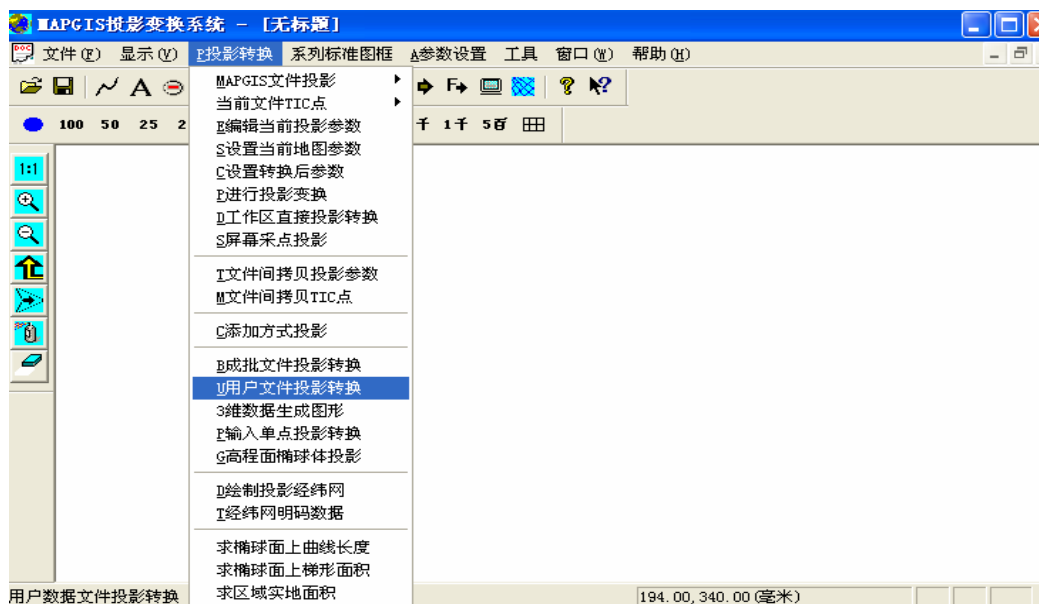 MAPGIS投影变换系统 - [无标题]
文件(F) 显示(V) P投影转换 系列标准图框 A参数设置 工具 窗口(W) 帮助(H)
100 50 25 2 千 1千 5百
1:1
MAPGIS文件投影
当前文件TIC点
E编辑当前投影参数
S设置当前地图参数
C设置转换后参数
P进行投影变换
D工作区直接投影转换
S屏幕采点投影
T文件间拷贝投影参数
M文件间拷贝TIC点
C添加方式投影
B成批文件投影转换
U用户文件投影转换
3维数据生成图形
P输入单点投影转换
G高程面椭球体投影
D绘制投影经纬网
T经纬网明码数据
求椭球面上曲线长度
求椭球面上梯形面积
求区域实地面积
用户数据文件投影转换 194.00,340.00(毫米)